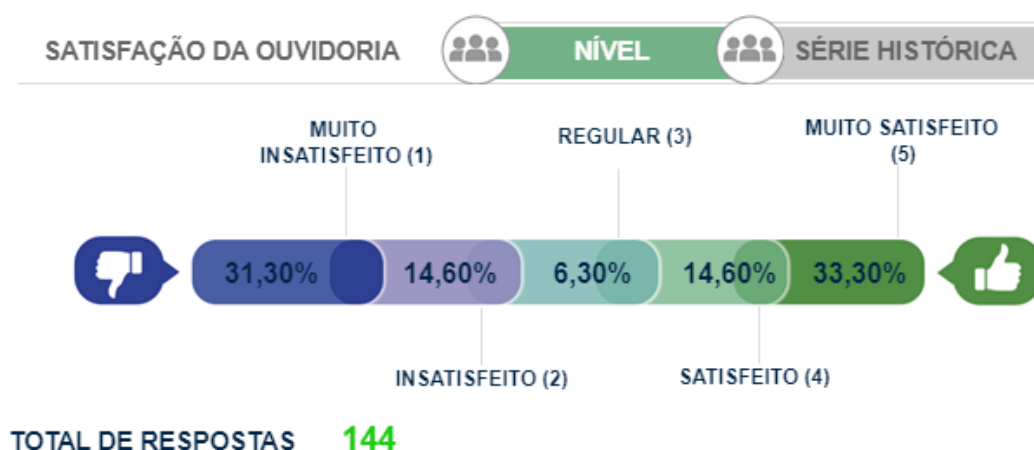 SATISFAÇÃO DA OUVIDORIA
NÍVEL
SÉRIE HISTÓRICA
MUITO
INSATISFEITO (1)
REGULAR (3)
MUITO SATISFEITO
(5)
31,30%
14,60%
6,30%
14,60%
33,30%
INSATISFEITO (2)
SATISFEITO (4)
TOTAL DE RESPOSTAS 144